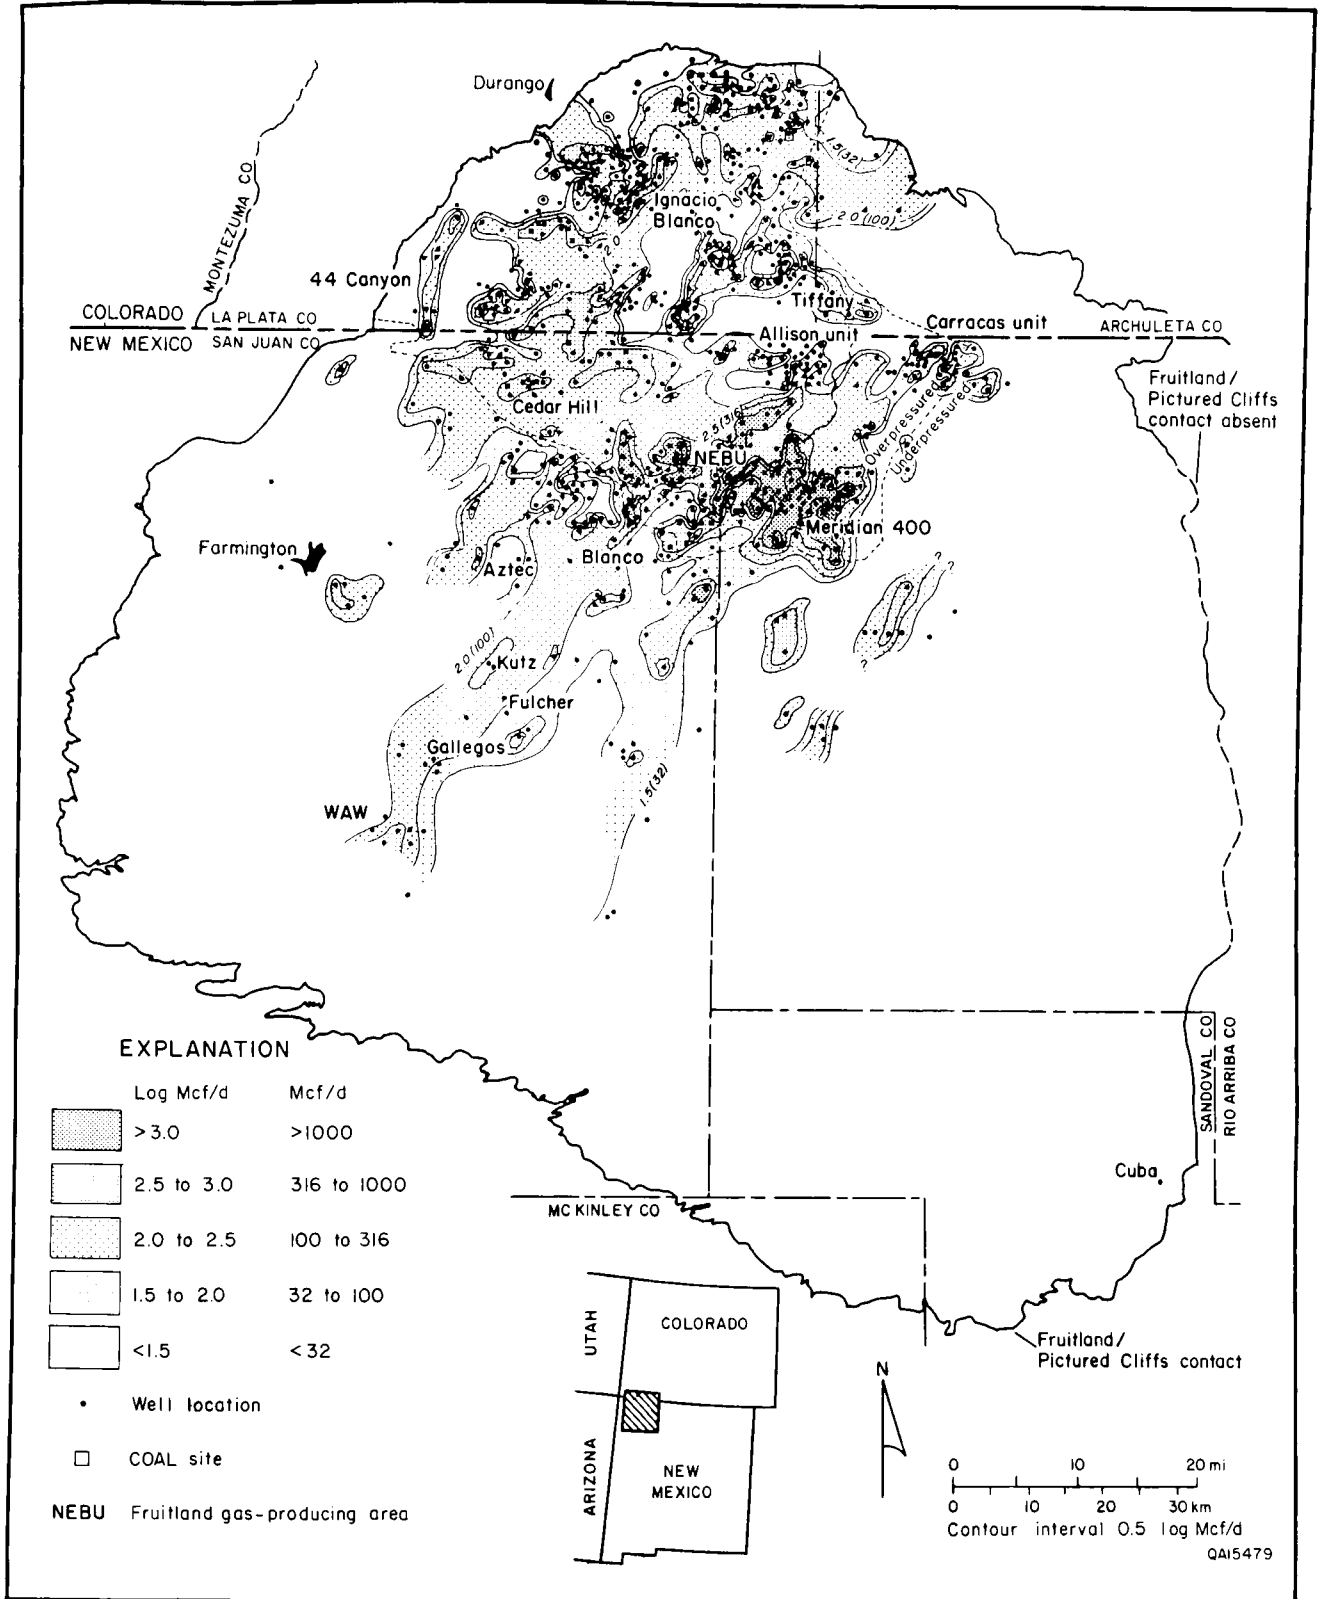 Durango
MONTEZUMA CO
1.5(32)
Ignacio
Blanco
2.0 (100)
44 Canyon
Tiffany
COLORADO
LA PLATA CO
Allison unit
Carracas unit
ARCHULETA CO
NEW MEXICO
SAN JUAN CO
Fruitland/
Pictured Cliffs
contact absent
Cedar Hill
2.5(316
Overpressured
Underpressured
NEBU
Farmington
Meridian 400
Aztec
Blanco
?
2.0(100)
Kutz
?
Fulcher
Gallegos
1.5(32)
WAW
EXPLANATION
Log Mcf/d Mcf/d
>3.0 >1000
2.5 to 3.0 316 to 1000
2.0 to 2.5 100 to 316
1.5 to 2.0 32 to 100
<1.5 <32
Well location
COAL site
NEBU Fruitland gas-producing area
SANDOVAL CO
RIO ARRIBA CO
Cuba
MC KINLEY CO
Fruitland/
Pictured Cliffs contact
UTAH
COLORADO
ARIZONA
NEW
MEXICO
N
0 10 20 mi
0 10 20 30 km
Contour interval 0.5 log Mcf/d
QA15479